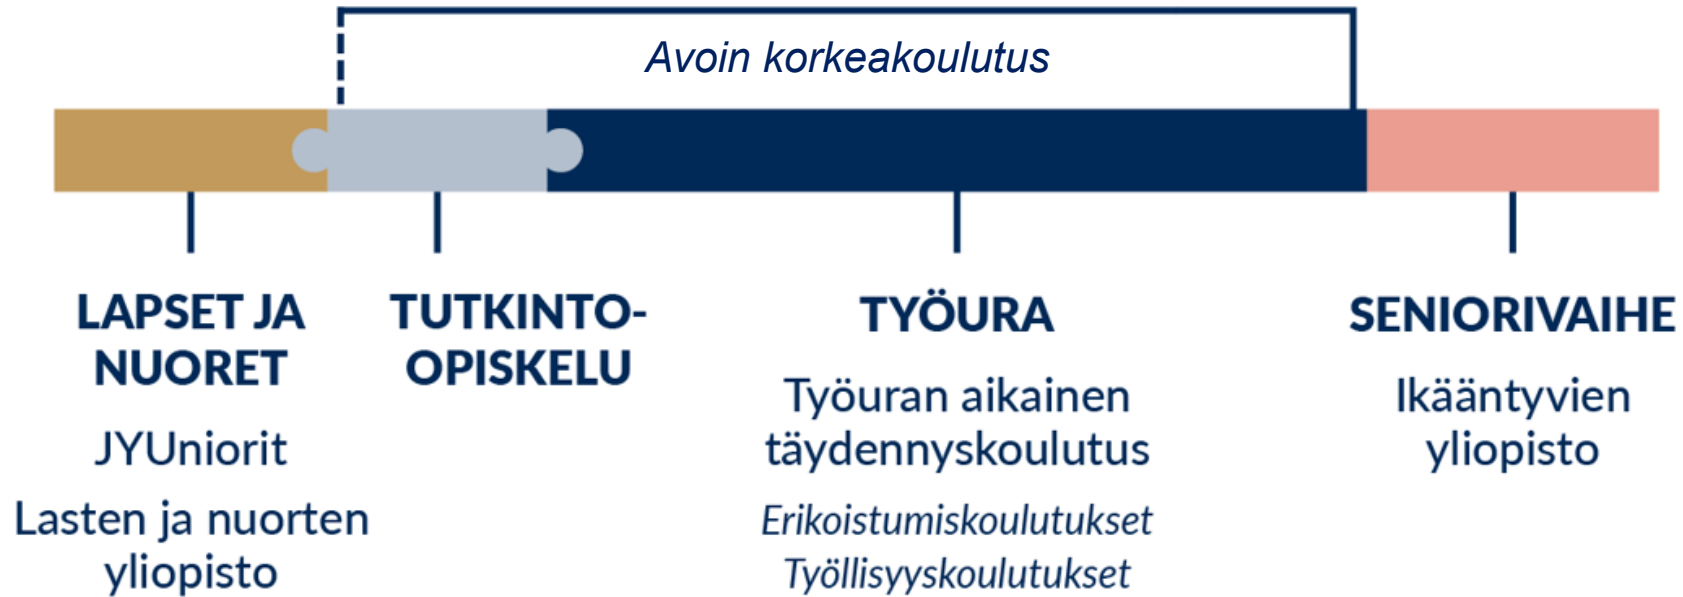 Avoin korkeakoulutus
LAPSET JA
NUORET
JYUniorit
Lasten ja nuorten
yliopisto
TUTKINTO-
OPISKELU
TYÖURA
Työuran aikainen
täydennyskoulutus
Erikoistumiskoulutukset
Työllisyyskoulutukset
SENIORIVAIHE
Ikääntyvien
yliopisto